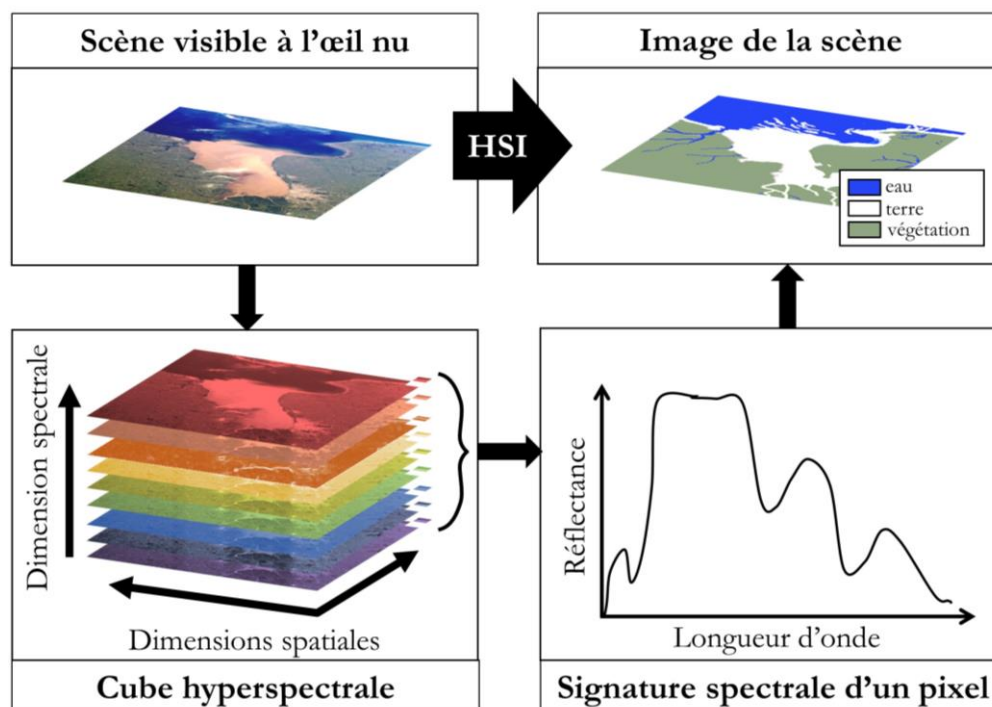 Scène visible à l’œil nu
Image de la scène
HSI
eau
terre
végétation
Dimension spectrale
Dimensions spatiales
Cube hyperspectrale
Réflectance
Longueur d’onde
Signature spectrale d’un pixel